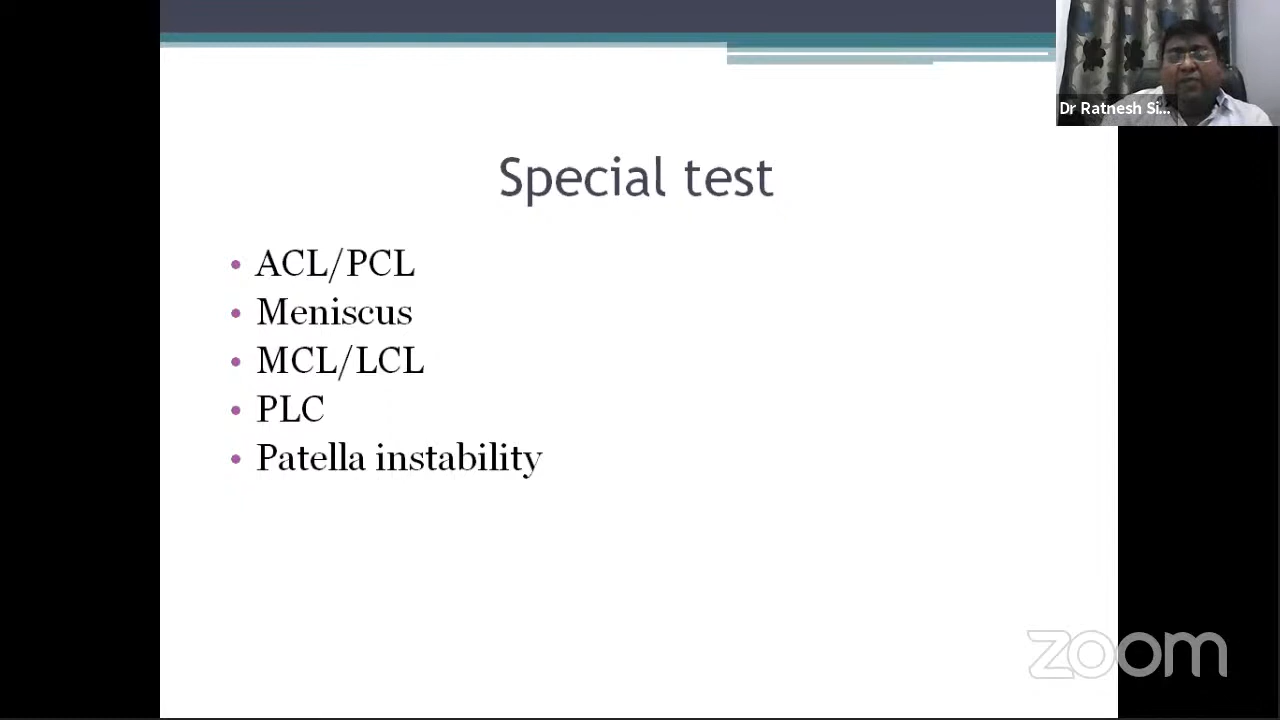 Dr Ratnesh Si...
Special test
• ACL/PCL
• Meniscus
• MCL/LCL
• PLC
• Patella instability
zoom